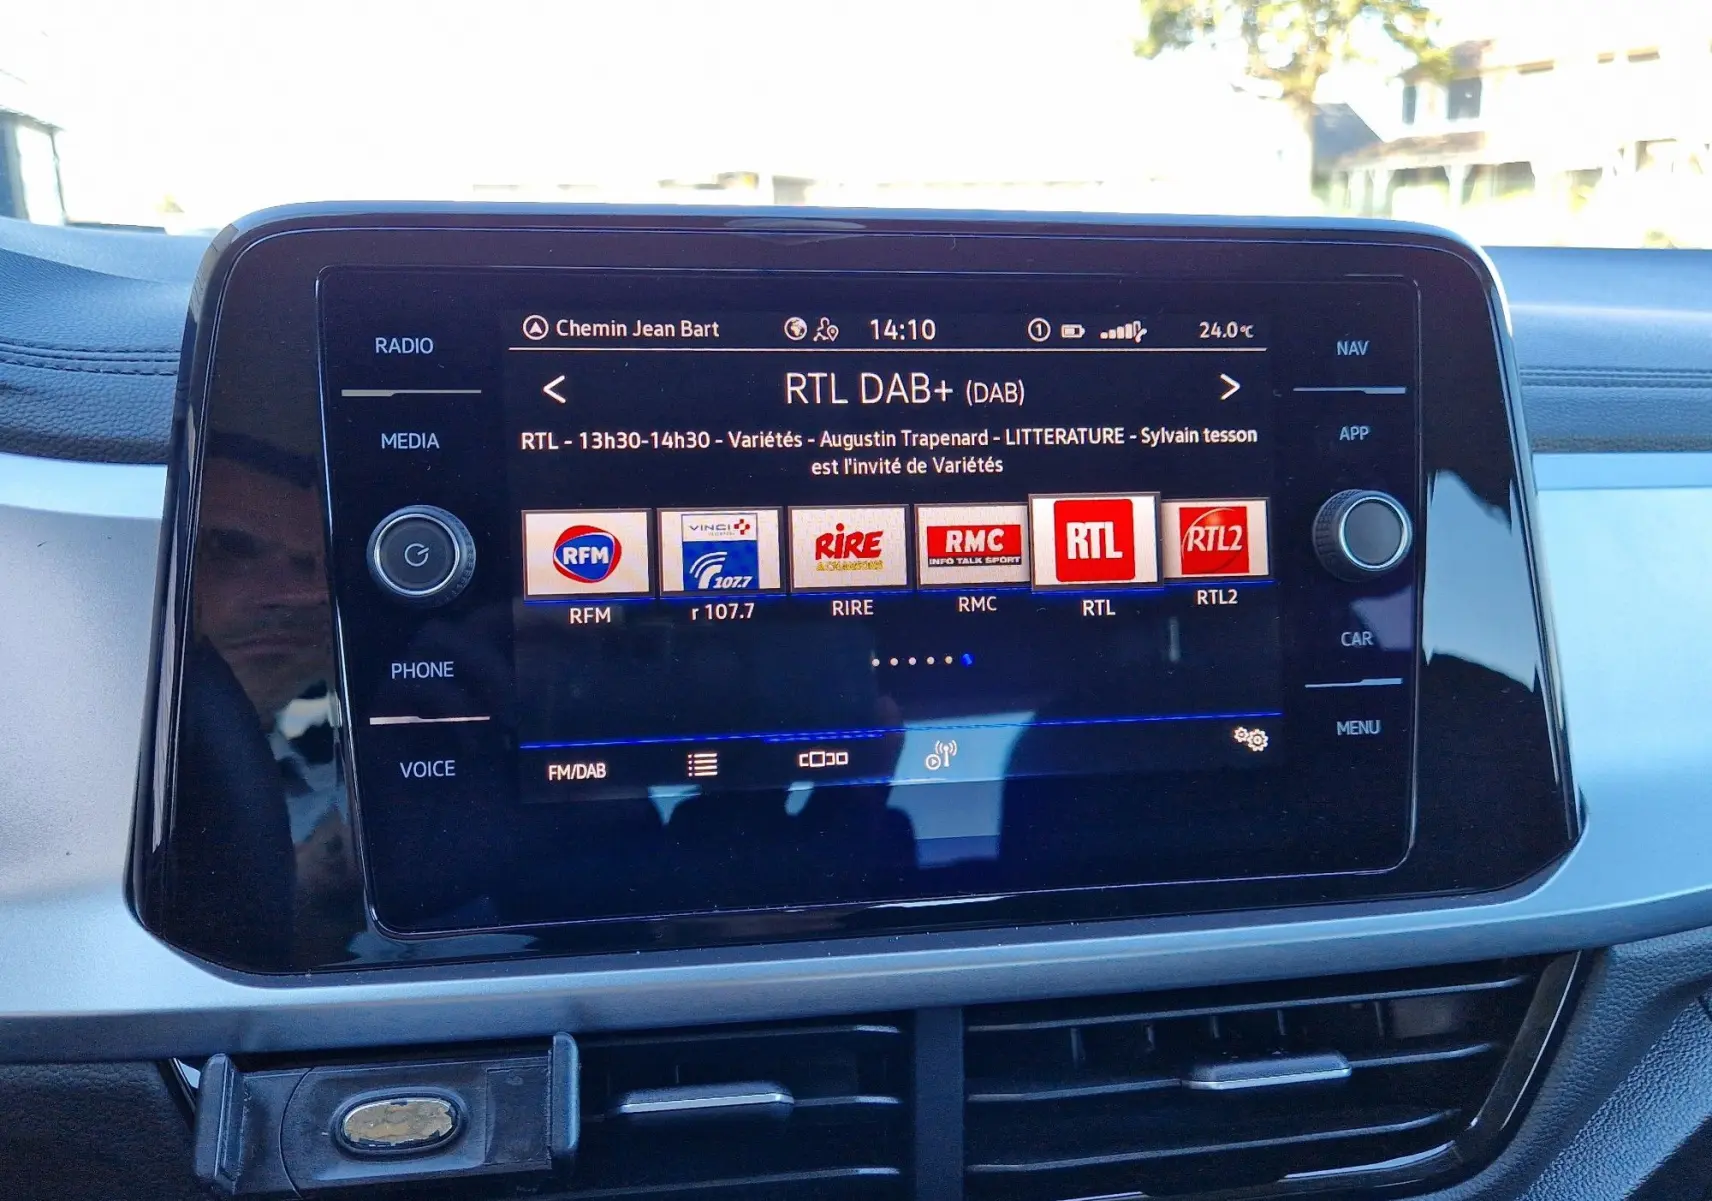 RADIO
MEDIA
PHONE
VOICE
Chemin Jean Bart
14:10
1
24.0°C
< RTL DAB+ (DAB) >
RTL - 13h30-14h30 - Variétés - Augustin Trapenard - LITTERATURE - Sylvain tesson
est l'invité de Variétés
RFM
VINCI
107.7
RIRE
& CHANSONS
RMC
INFO TALK SPORT
RTL
RTL2
RFM
r 107.7
RIRE
RMC
RTL
RTL2
FM/DAB
NAV
APP
CAR
MENU